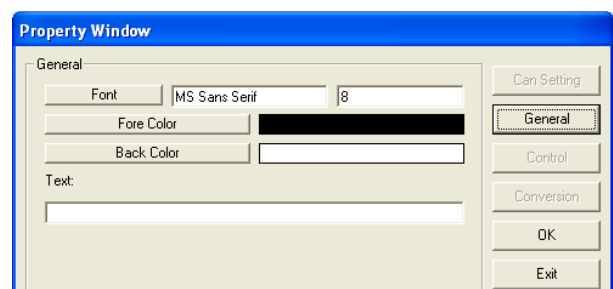 Property Window
General
Font MS Sans Serif 8
Fore Color
Back Color
Text:
Can Setting
General
Control
Conversion
OK
Exit